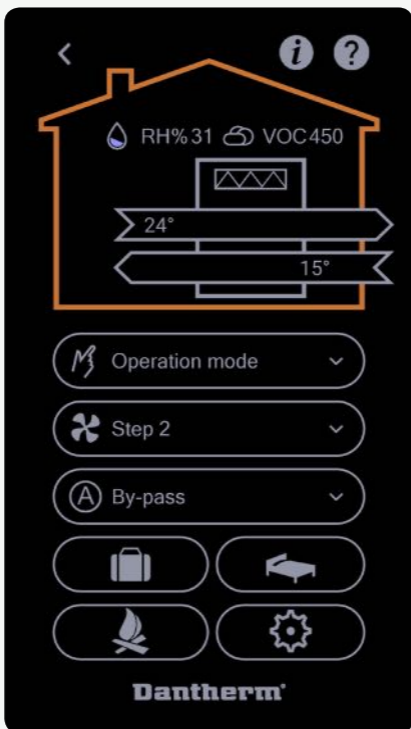 i ?
RH% 31 VOC 450
24°
15°
Operation mode
Step 2
A By-pass
Dantherm